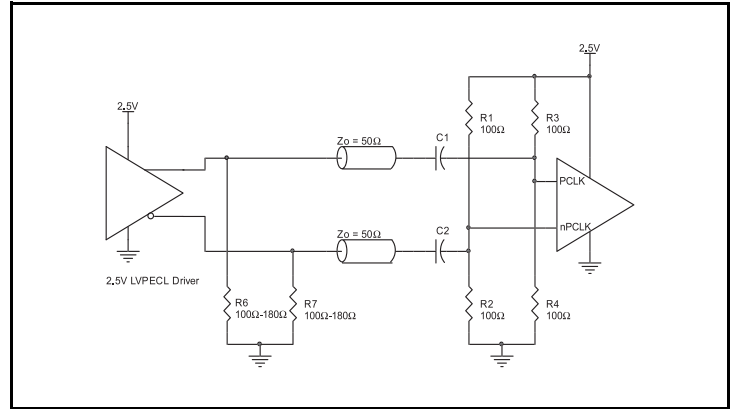 2.5V
2.5V
R1
100Ω
R3
100Ω
Zo = 50Ω
C1
PCLK
nPCLK
Zo = 50Ω
C2
2.5V LVPECL Driver
R6
100Ω-180Ω
R7
100Ω-180Ω
R2
100Ω
R4
100Ω